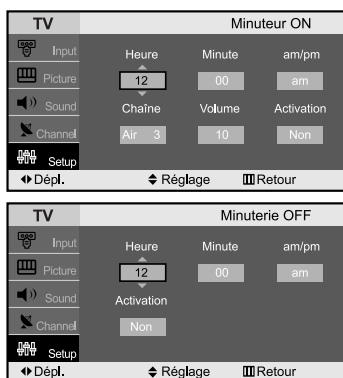 TV Minuteur ON
Input Heure Minute am/pm
Picture 12 00 am
Sound Chaîne Volume Activation
Channel Air 3 10 Non
Setup
Dépl. Réglage Retour
TV Minuterie OFF
Input Heure Minute am/pm
Picture 12 00 am
Sound Activation
Channel Non
Setup
Dépl. Réglage Retour